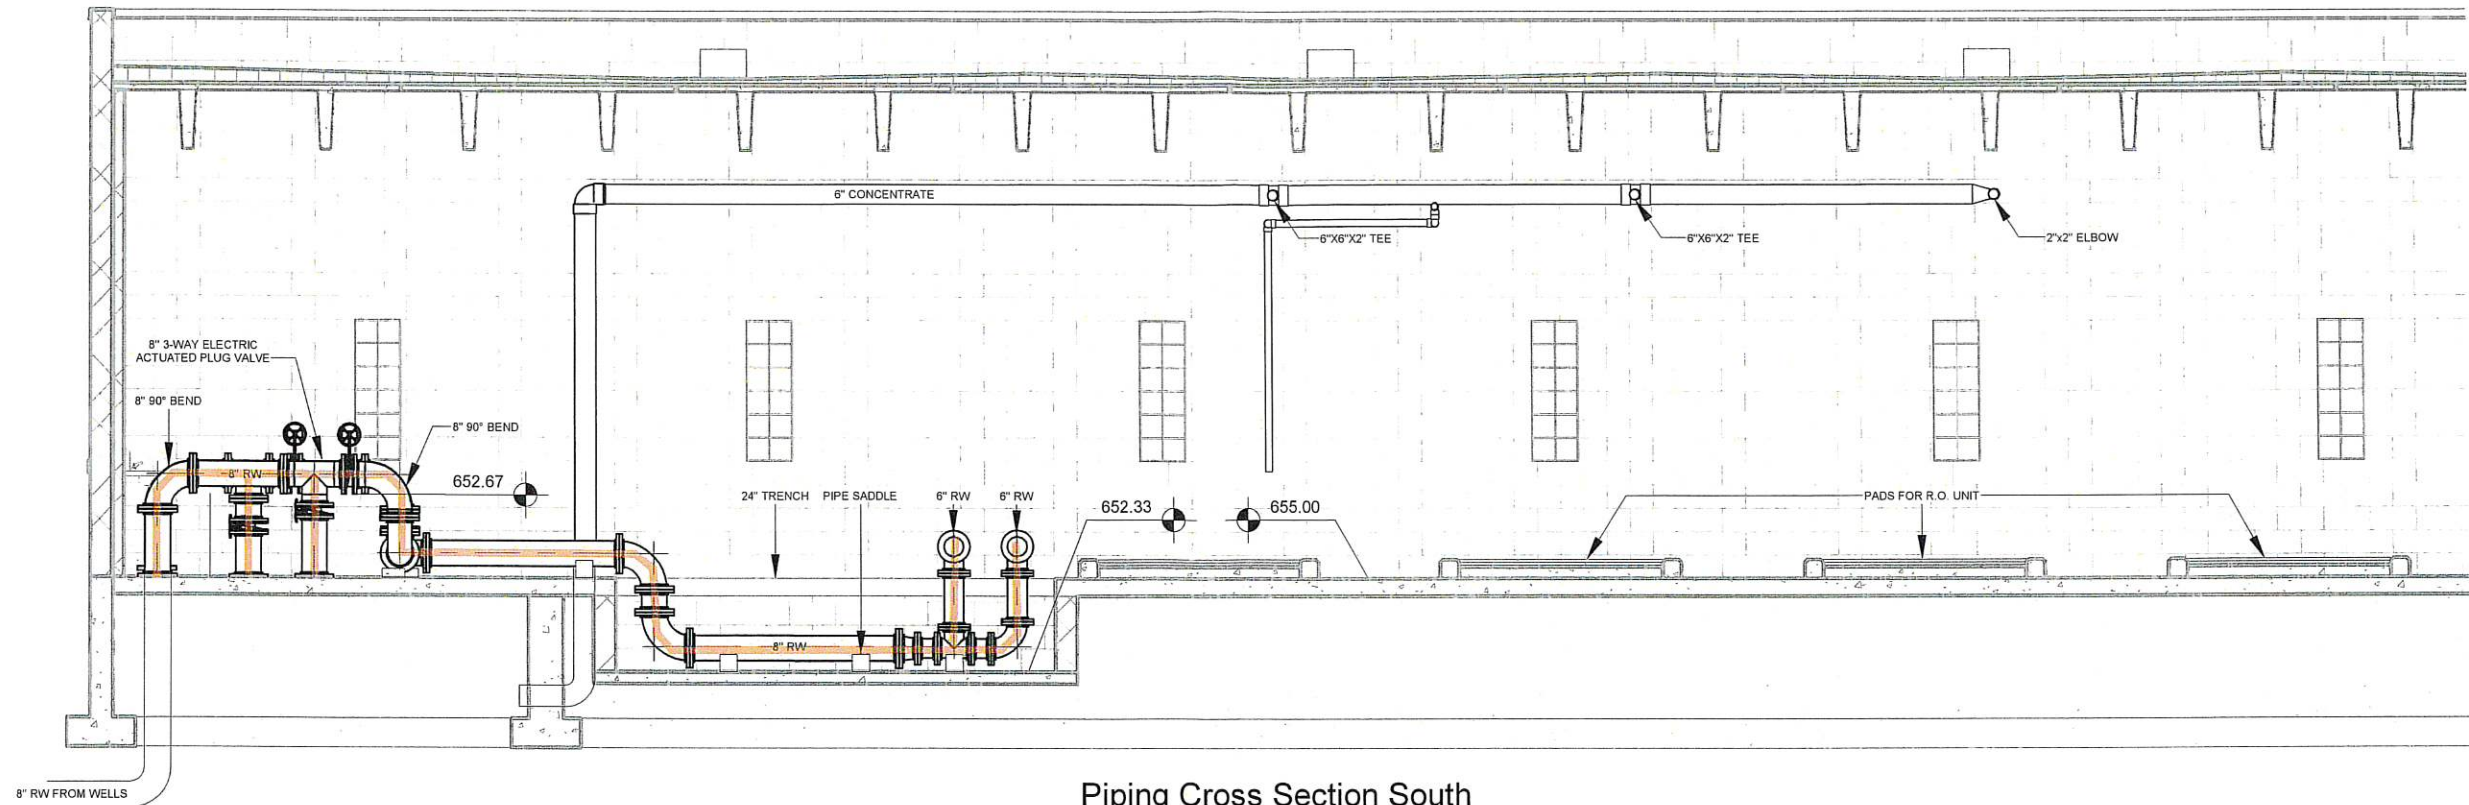 6" CONCENTRATE
6"X6"X2" TEE
6"X6"X2" TEE
2"x2" ELBOW
8" 3-WAY ELECTRIC
ACTUATED PLUG VALVE
8" 90° BEND
8" 90° BEND
8" RW
652.67
24" TRENCH
PIPE SADDLE
6" RW
6" RW
652.33
655.00
PADS FOR R.O. UNIT
8" RW
8" RW FROM WELLS
Piping Cross Section South